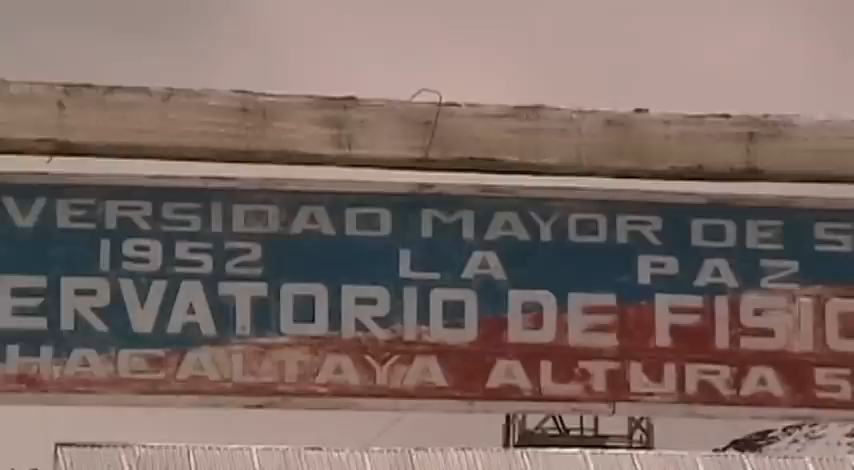 VERSIDAD MAYOR DE S
1952 LA PAZ
ERVATORIO DE FISIC
HACALTAYA ALTURA 5